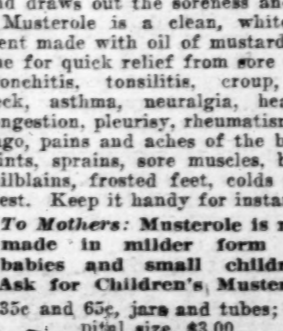 d draws out the soreness an
Musterole is a clean, white
ent made with oil of mustard
e for quick relief from sore
onchitis, tonsilitis, croup,
eck, asthma, neuralgia, hea
ngestion, pleurisy, rheumatis
ago, pains and aches of the b
ints, sprains, sore muscles, b
ilblains, frosted feet, colds
est. Keep it handy for insta
To Mothers: Musterole is
made in milder form
babies and small child
Ask for Children's Muster
35c and 65c, jars and tubes;
pital size $3.00